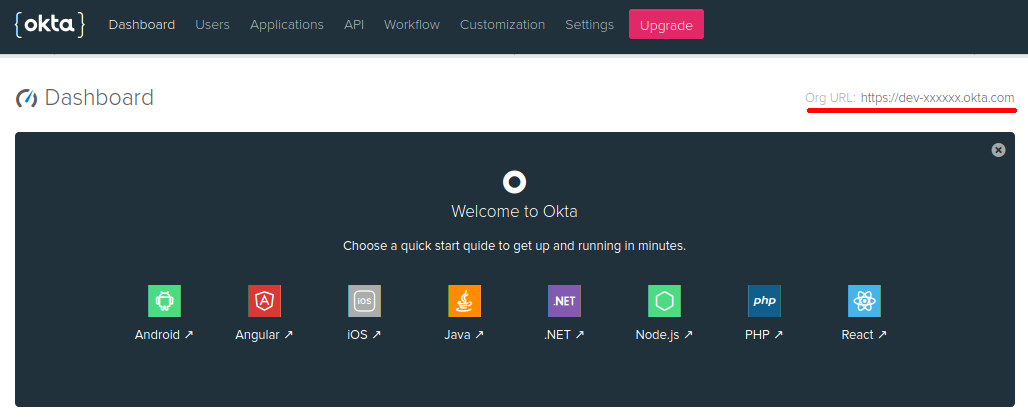 {okta} Dashboard Users Applications API Workflow Customization Settings Upgrade
Dashboard Org URL: https://dev-xxxxxx.okta.com
Welcome to Okta
Choose a quick start quide to get up and running in minutes.
iOS .NET php
Android ↗ Angular ↗ iOS ↗ Java ↗ .NET ↗ Node.js ↗ PHP ↗ React ↗